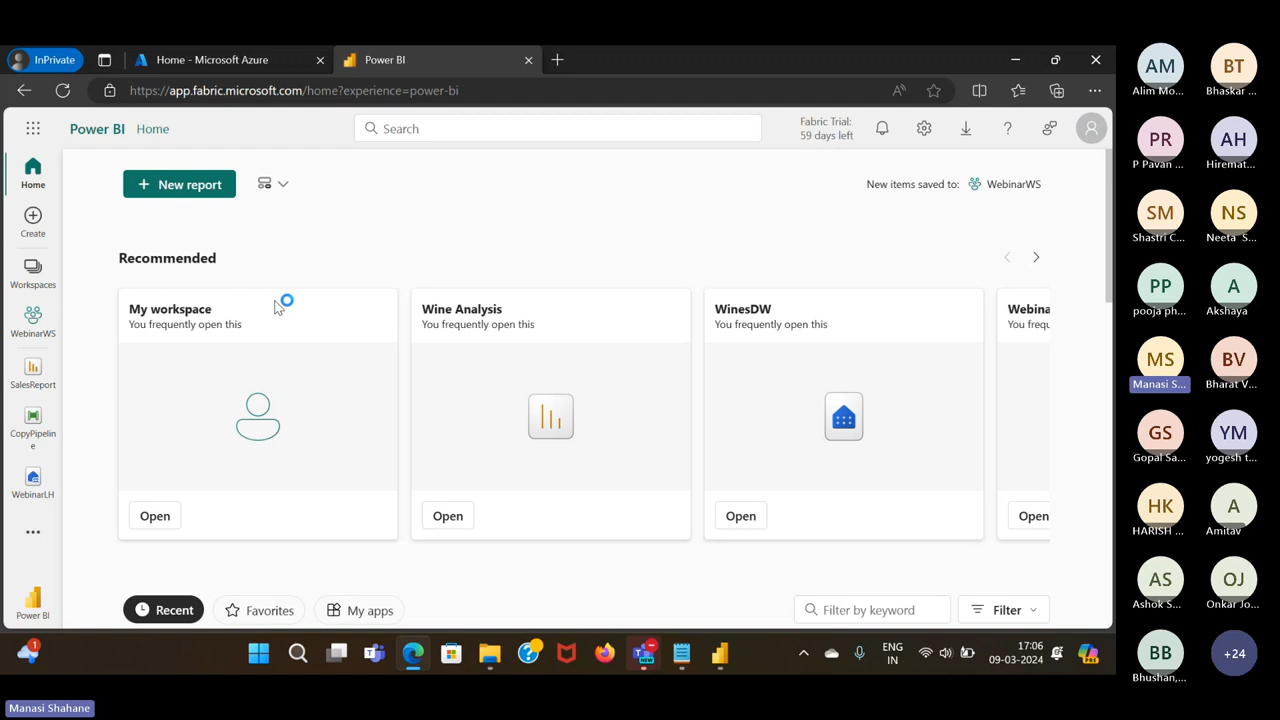 InPrivate
Home - Microsoft Azure
Power BI
https://app.fabric.microsoft.com/home?experience=power-bi
Power BI Home
Search
Fabric Trial:
59 days left
Home
Create
Workspaces
WebinarWS
SalesReport
CopyPipelin
e
WebinarLH
Power BI
New report
New items saved to: WebinarWS
Recommended
My workspace
You frequently open this
Open
Wine Analysis
You frequently open this
Open
WinesDW
You frequently open this
Open
Webina
You frequ
Open
Recent
Favorites
My apps
Filter by keyword
Filter
1
NEW
ENG
IN
17:06
09-03-2024
PRE
Manasi Shahane
AM
Alim Mo...
BT
Bhaskar ...
PR
P Pavan ...
AH
Hiremat...
SM
Shastri C...
NS
Neeta S...
PP
pooja ph...
A
Akshaya
MS
Manasi S...
BV
Bharat V...
GS
Gopal Sa...
YM
yogesh t...
HK
HARISH ...
A
Amitav
AS
Ashok S...
OJ
Onkar Jo...
BB
Bhushan,...
+24